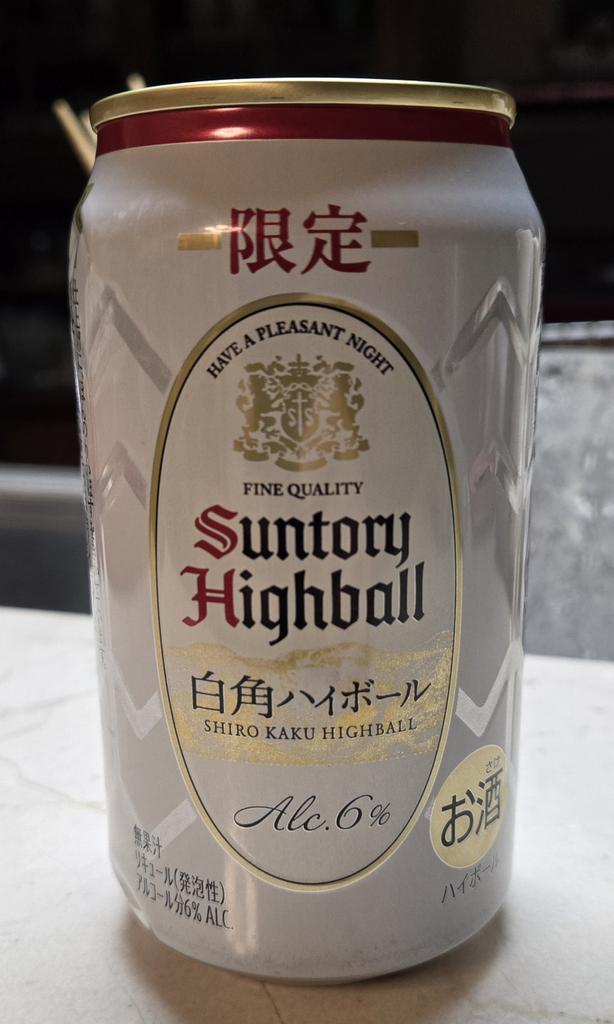 限定
HAVE A PLEASANT NIGHT
FINE QUALITY
Suntory
Highball
白角ハイボール
SHIRO KAKU HIGHBALL
Alc.6%
さけ
お酒
ハイボール
無果汁
リキュール(発泡性)
アルコール分6% ALC.